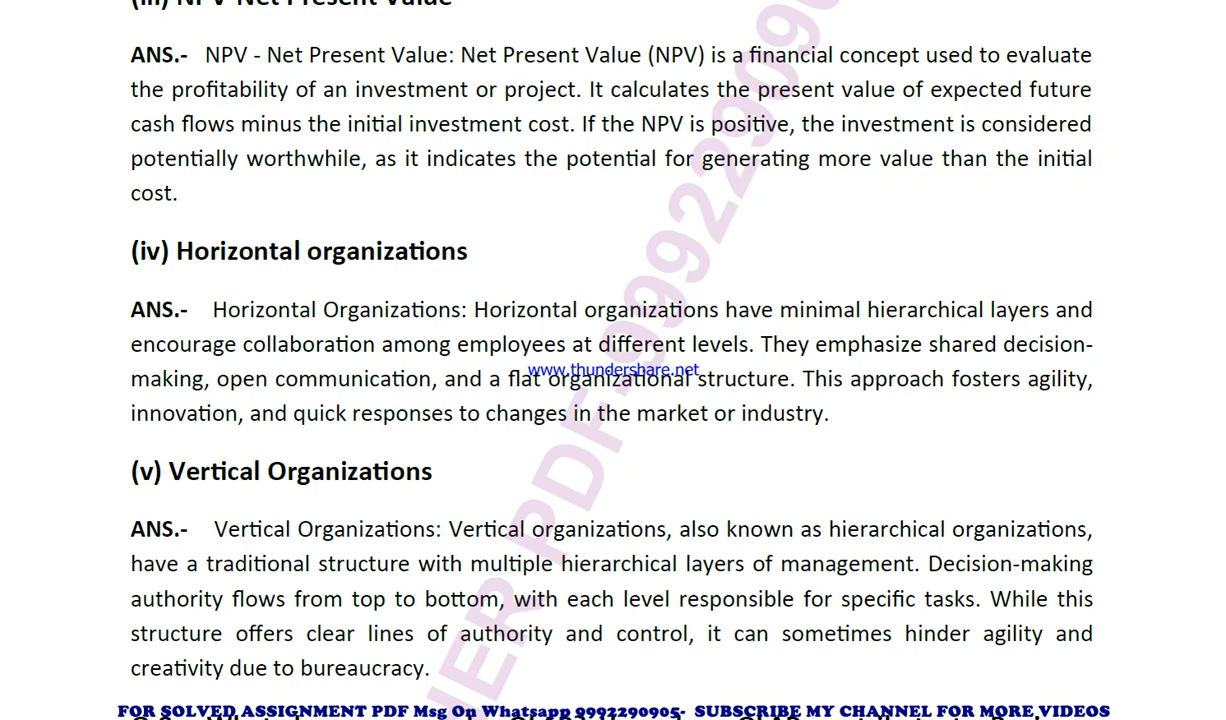 (iii) NPV-Net Present Value
ANS.- NPV - Net Present Value: Net Present Value (NPV) is a financial concept used to evaluate
the profitability of an investment or project. It calculates the present value of expected future
cash flows minus the initial investment cost. If the NPV is positive, the investment is considered
potentially worthwhile, as it indicates the potential for generating more value than the initial
cost.
(iv) Horizontal organizations
ANS.- Horizontal Organizations: Horizontal organizations have minimal hierarchical layers and
encourage collaboration among employees at different levels. They emphasize shared decision-
www.thundershare.net
making, open communication, and a flat organizational structure. This approach fosters agility,
innovation, and quick responses to changes in the market or industry.
(v) Vertical Organizations
ANS.- Vertical Organizations: Vertical organizations, also known as hierarchical organizations,
have a traditional structure with multiple hierarchical layers of management. Decision-making
authority flows from top to bottom, with each level responsible for specific tasks. While this
structure offers clear lines of authority and control, it can sometimes hinder agility and
creativity due to bureaucracy.
FOR SOLVED ASSIGNMENT PDF Msg On Whatsapp 9992290905- SUBSCRIBE MY CHANNEL FOR MORE VIDEOS